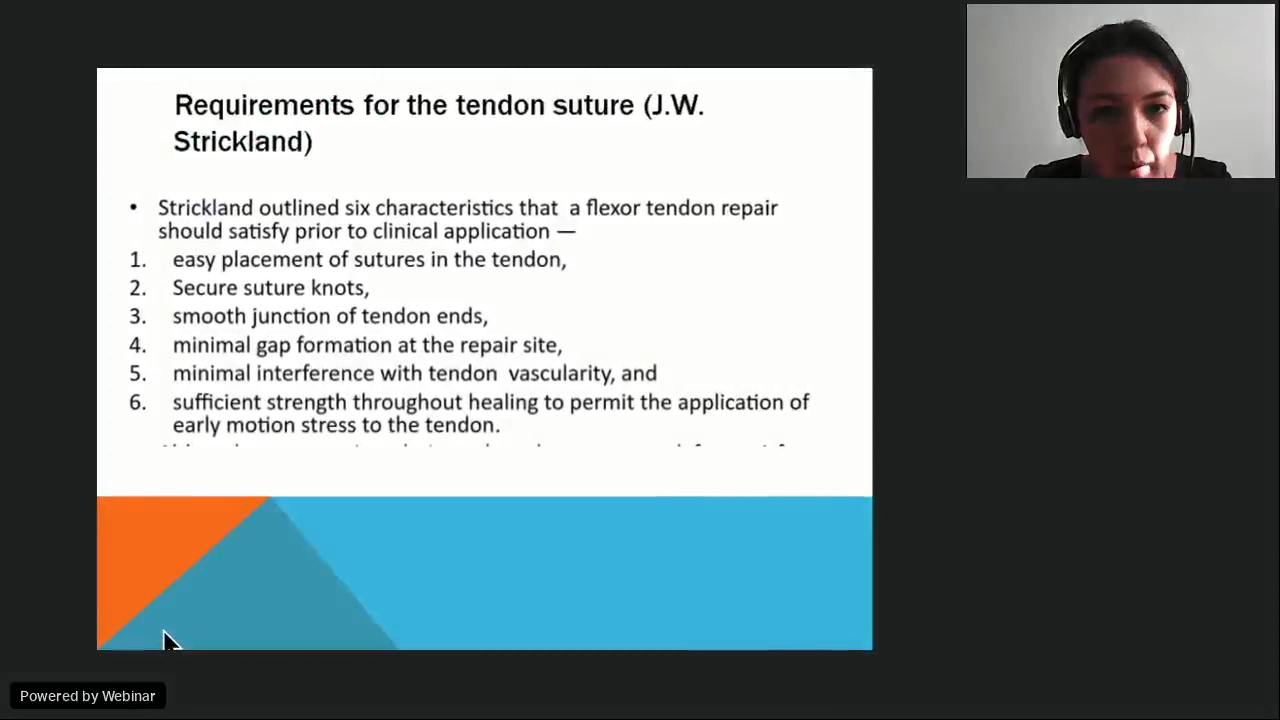 Requirements for the tendon suture (J.W.
Strickland)
• Strickland outlined six characteristics that a flexor tendon repair
should satisfy prior to clinical application —
1. easy placement of sutures in the tendon,
2. Secure suture knots,
3. smooth junction of tendon ends,
4. minimal gap formation at the repair site,
5. minimal interference with tendon vascularity, and
6. sufficient strength throughout healing to permit the application of
early motion stress to the tendon.
Powered by Webinar